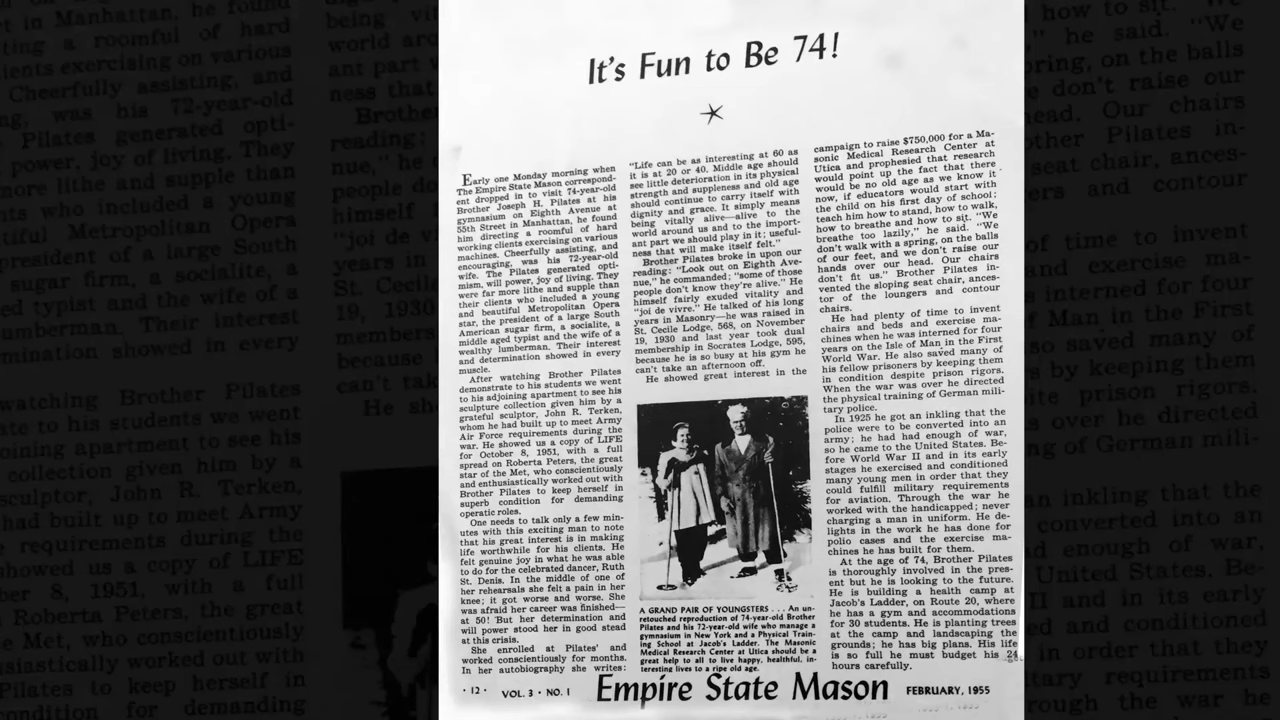 It's Fun to Be 74!
Early one Monday morning when
The Empire State Mason correspond-
ent dropped in to visit 74-year-old
Brother Joseph H. Pilates at his
gymnasium on Eighth Avenue at
55th Street in Manhattan, he found
him directing a roomful of hard
working clients exercising on various
machines. Cheerfully assisting, and
encouraging, was his 72-year-old
wife. The Pilates generated opti-
mism, will power, joy of living. They
were far more lithe and supple than
their clients who included a young
and beautiful Metropolitan Opera
star, the president of a large South
American sugar firm, a socialite, a
middle aged typist and the wife of a
wealthy lumberman. Their interest
and determination showed in every
muscle.
After watching Brother Pilates
demonstrate to his students we went
to his adjoining apartment to see his
sculpture collection given him by a
grateful sculptor, John R. Terken,
whom he had built up to meet Army
Air Force requirements during the
war. He showed us a copy of LIFE
for October 8, 1951, with a full
spread on Roberta Peters, the great
star of the Met, who conscientiously
and enthusiastically worked out with
Brother Pilates to keep herself in
superb condition for demanding
operatic roles.
One needs to talk only a few min-
utes with this exciting man to note
that his great interest is in making
life worthwhile for his clients. He
felt genuine joy in what he was able
to do for the celebrated dancer, Ruth
St. Denis. In the middle of one of
her rehearsals she felt a pain in her
knee; it got worse and worse. She
was afraid her career was finished—
at 50! But her determination and
will power stood her in good stead
at this crisis.
She enrolled at Pilates' and
worked conscientiously for months.
In her autobiography she writes:
"Life can be as interesting at 60 as
it is at 20 or 40. Middle age should
see little deterioration in its physical
strength and suppleness and old age
should continue to carry itself with
dignity and grace. It simply means
being vitally alive—alive to the
world around us and to the import-
ant part we should play in it; useful-
ness that will make itself felt."
Brother Pilates broke in upon our
reading: "Look out on Eighth Ave-
nue," he commanded; "some of those
people don't know they're alive." He
himself fairly exuded vitality and
"joi de vivre." He talked of his long
years in Masonry—he was raised in
St. Cecile Lodge, 568, on November
19, 1930 and last year took dual
membership in Socrates Lodge, 595,
because he is so busy at his gym he
can't take an afternoon off.
He showed great interest in the
A GRAND PAIR OF YOUNGSTERS . . . An un-
retouched reproduction of 74-year-old Brother
Pilates and his 72-year-old wife who manage a
gymnasium in New York and a Physical Train-
ing School at Jacob's Ladder. The Masonic
Medical Research Center at Utica should be a
great help to all to live happy, healthful, in-
teresting lives to a ripe old age.
campaign to raise $750,000 for a Ma-
sonic Medical Research Center at
Utica and prophesied that research
would point up the fact that there
would be no old age as we know it
now, if educators would start with
the child on his first day of school;
teach him how to stand, how to walk,
how to breathe and how to sit. "We
breathe too lazily," he said. "We
don't walk with a spring, on the balls
of our feet, and we don't raise our
hands over our head. Our chairs
don't fit us." Brother Pilates in-
vented the sloping seat chair, ances-
tor of the loungers and contour
chairs.
He had plenty of time to invent
chairs and beds and exercise ma-
chines when he was interned for four
years on the Isle of Man in the First
World War. He also saved many of
his fellow prisoners by keeping them
in condition despite prison rigors.
When the war was over he directed
the physical training of German mili-
tary police.
In 1925 he got an inkling that the
police were to be converted into an
army; he had had enough of war,
so he came to the United States. Be-
fore World War II and in its early
stages he exercised and conditioned
many young men in order that they
could fulfill military requirements
for aviation. Through the war he
worked with the handicapped; never
charging a man in uniform. He de-
lights in the work he has done for
polio cases and the exercise ma-
chines he has built for them.
At the age of 74, Brother Pilates
is thoroughly involved in the pres-
ent but he is looking to the future.
He is building a health camp at
Jacob's Ladder, on Route 20, where
he has a gym and accommodations
for 30 students. He is planting trees
at the camp and landscaping the
grounds; he has big plans. His life
is so full he must budget his 24
hours carefully.
· 12 · VOL. 3 · NO. 1 Empire State Mason FEBRUARY, 1955